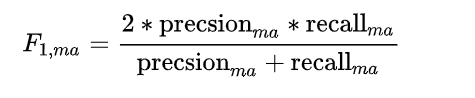 F_{1,ma} = \frac{2 * precsion_{ma} * recall_{ma}}{precsion_{ma} + recall_{ma}}